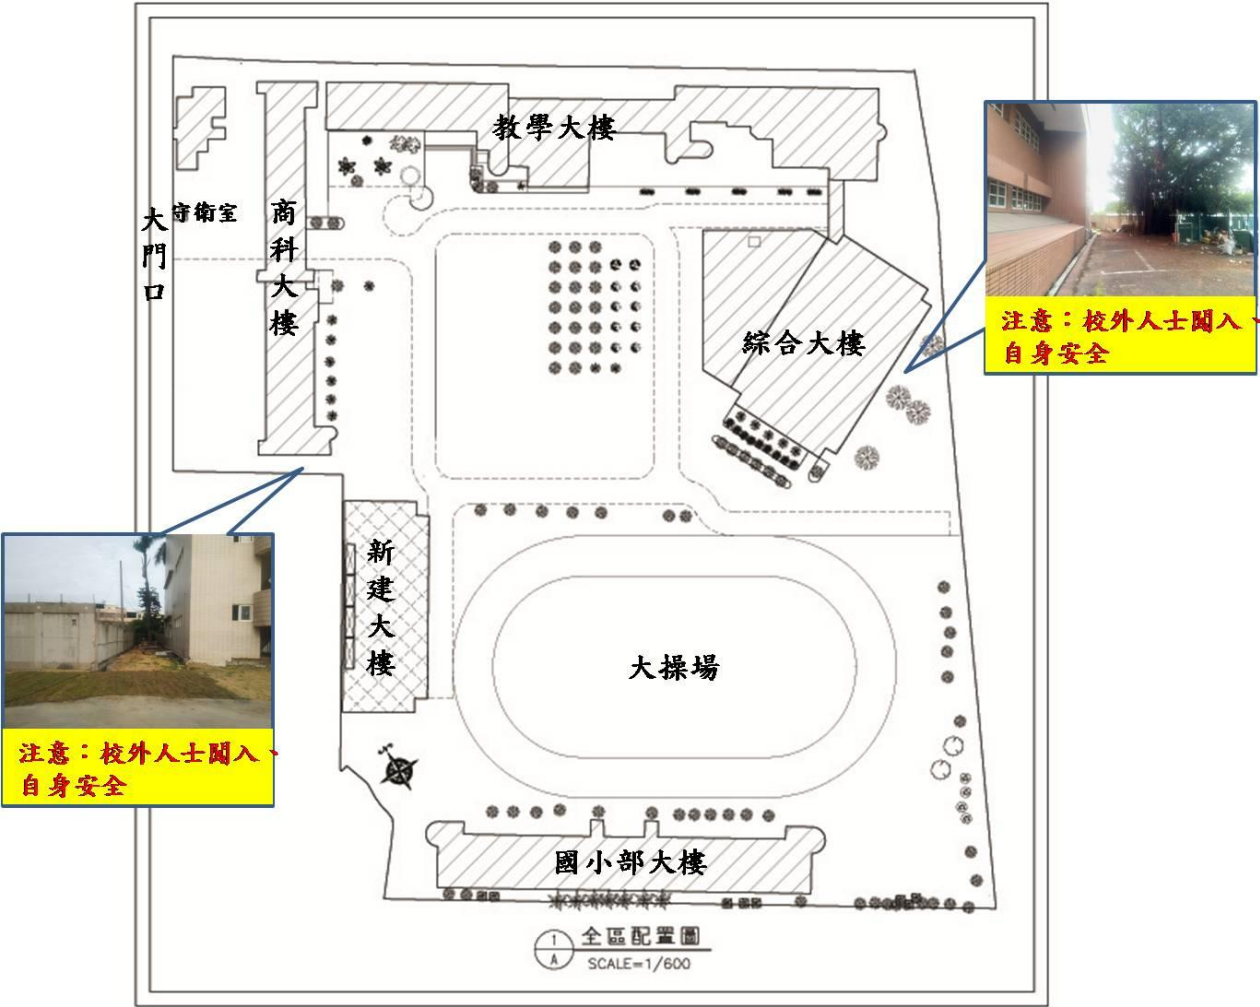 教學大樓
大門口
守衛室
商科大樓
綜合大樓
注意：校外人士闖入、
自身安全
新建大樓
大操場
注意：校外人士闖入、
自身安全
國小部大樓
1
A
全區配置圖
SCALE=1/600